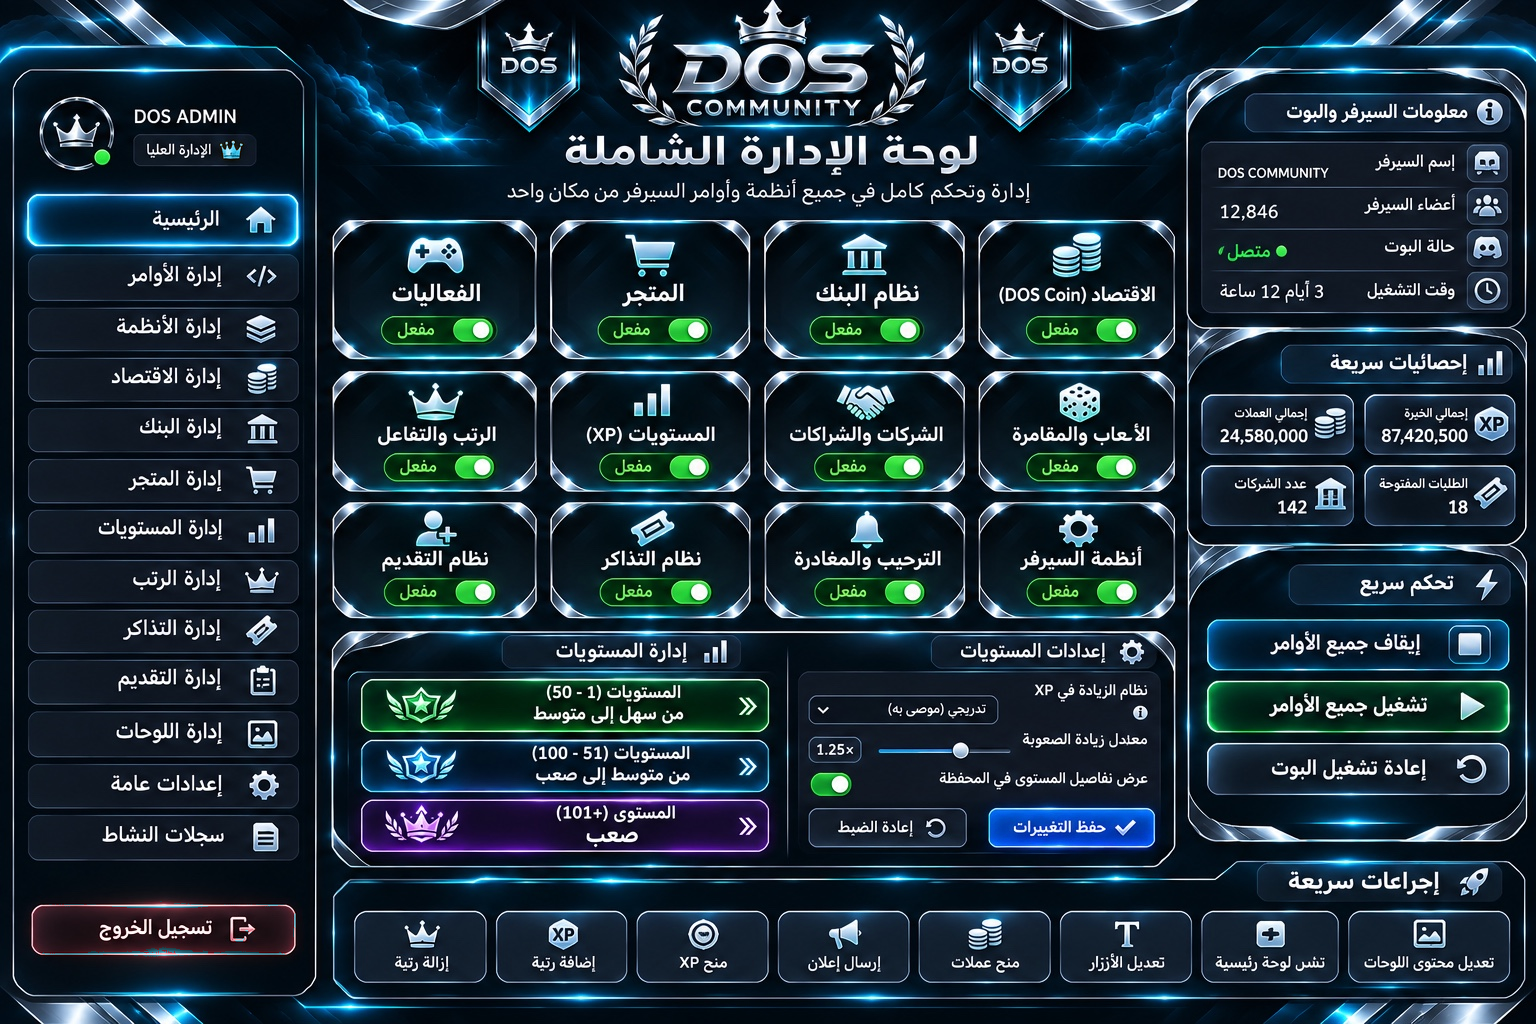 DOS
DOS
COMMUNITY
DOS
لوحة الإدارة الشاملة
إدارة وتحكم كامل في جميع أنظمة وأوامر السيرفر من مكان واحد
DOS ADMIN
الإدارة العليا
الرئيسية
إدارة الأوامر
إدارة الأنظمة
إدارة الاقتصاد
إدارة البنك
إدارة المتجر
إدارة المستويات
إدارة الرتب
إدارة التذاكر
إدارة التقديم
إدارة اللوحات
إعدادات عامة
سجلات النشاط
تسجيل الخروج
الاقتصاد (DOS Coin)
مفعل
نظام البنك
مفعل
المتجر
مفعل
الفعاليات
مفعل
الألعاب والمقامرة
مفعل
الشركات والشراكات
مفعل
المستويات (XP)
مفعل
الرتب والتفاعل
مفعل
أنظمة السيرفر
مفعل
الترحيب والمغادرة
مفعل
نظام التذاكر
مفعل
نظام التقديم
مفعل
معلومات السيرفر والبوت
إسم السيرفر
DOS COMMUNITY
أعضاء السيرفر
12,846
حالة البوت
متصل
وقت التشغيل
3 أيام 12 ساعة
إحصائيات سريعة
إجمالي الخبرة
87,420,500
XP
إجمالي العملات
24,580,000
الطلبات المفتوحة
18
عدد الشركات
142
تحكم سريع
إيقاف جميع الأوامر
تشغيل جميع الأوامر
إعادة تشغيل البوت
إعدادات المستويات
نظام الزيادة في XP
تدريجي (موصى به)
معدل زيادة الصعوبة
1.25×
عرض تفاصيل المستوى في المحفظة
حفظ التغييرات
إعادة الضبط
إدارة المستويات
المستويات (1 - 50)
من سهل إلى متوسط
المستويات (51 - 100)
من متوسط إلى صعب
المستوى (101+)
صعب
إجراءات سريعة
تعديل محتوى اللوحات
نشر لوحة رئيسية
T
تعديل الأزرار
منح عملات
إرسال إعلان
منح XP
XP
إضافة رتبة
إزالة رتبة